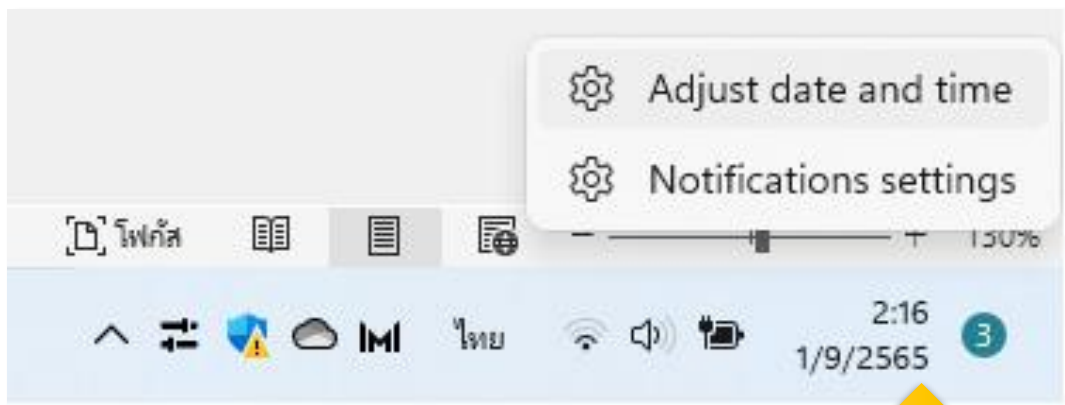 Adjust date and time
Notifications settings
โฟกัส
130%
ไทย
2:16
1/9/2565
3